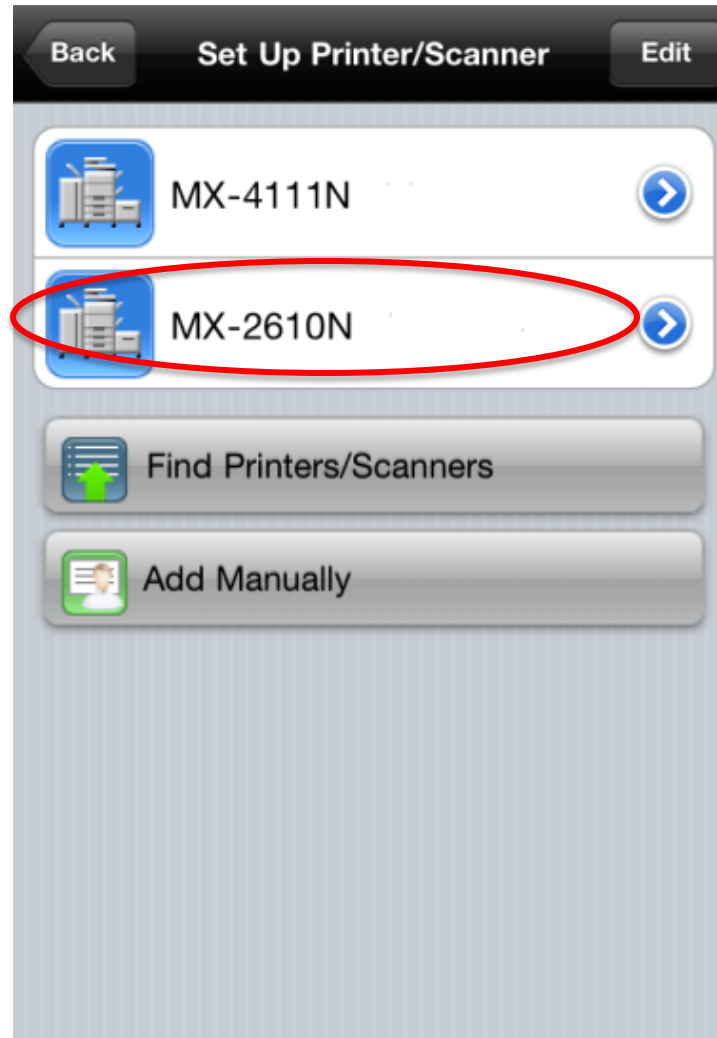 Back Set Up Printer/Scanner Edit
MX-4111N
MX-2610N
Find Printers/Scanners
Add Manually